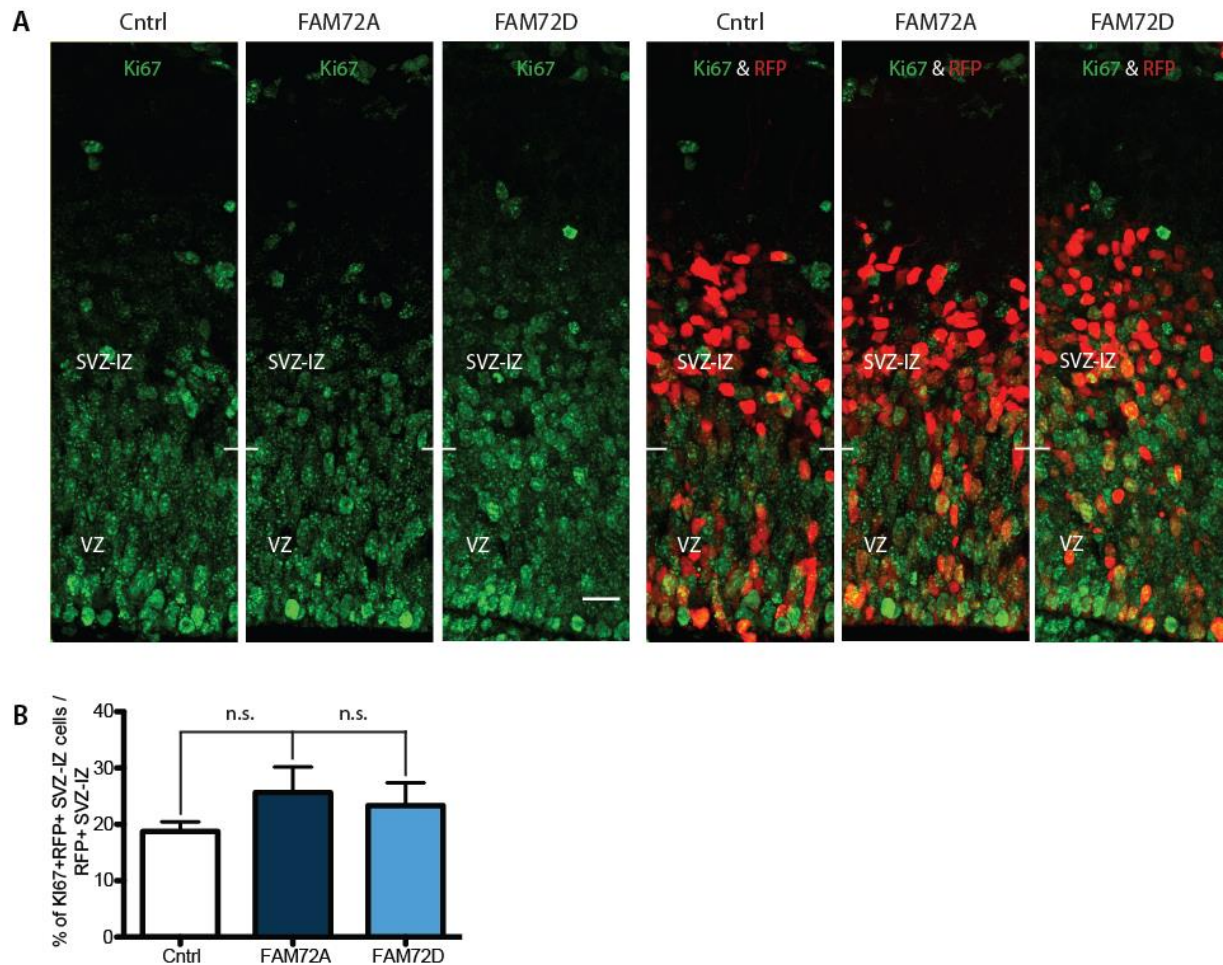 A
Cntrl
FAM72A
FAM72D
Cntrl
FAM72A
FAM72D
Ki67
Ki67
Ki67
Ki67 & RFP
Ki67 & RFP
Ki67 & RFP
SVZ-IZ
SVZ-IZ
SVZ-IZ
SVZ-IZ
SVZ-IZ
SVZ-IZ
VZ
VZ
VZ
VZ
VZ
VZ
B
% of KI67+RFP+ SVZ-IZ cells /
RFP+ SVZ-IZ
40
30
20
10
0
n.s.
n.s.
Cntrl
FAM72A
FAM72D